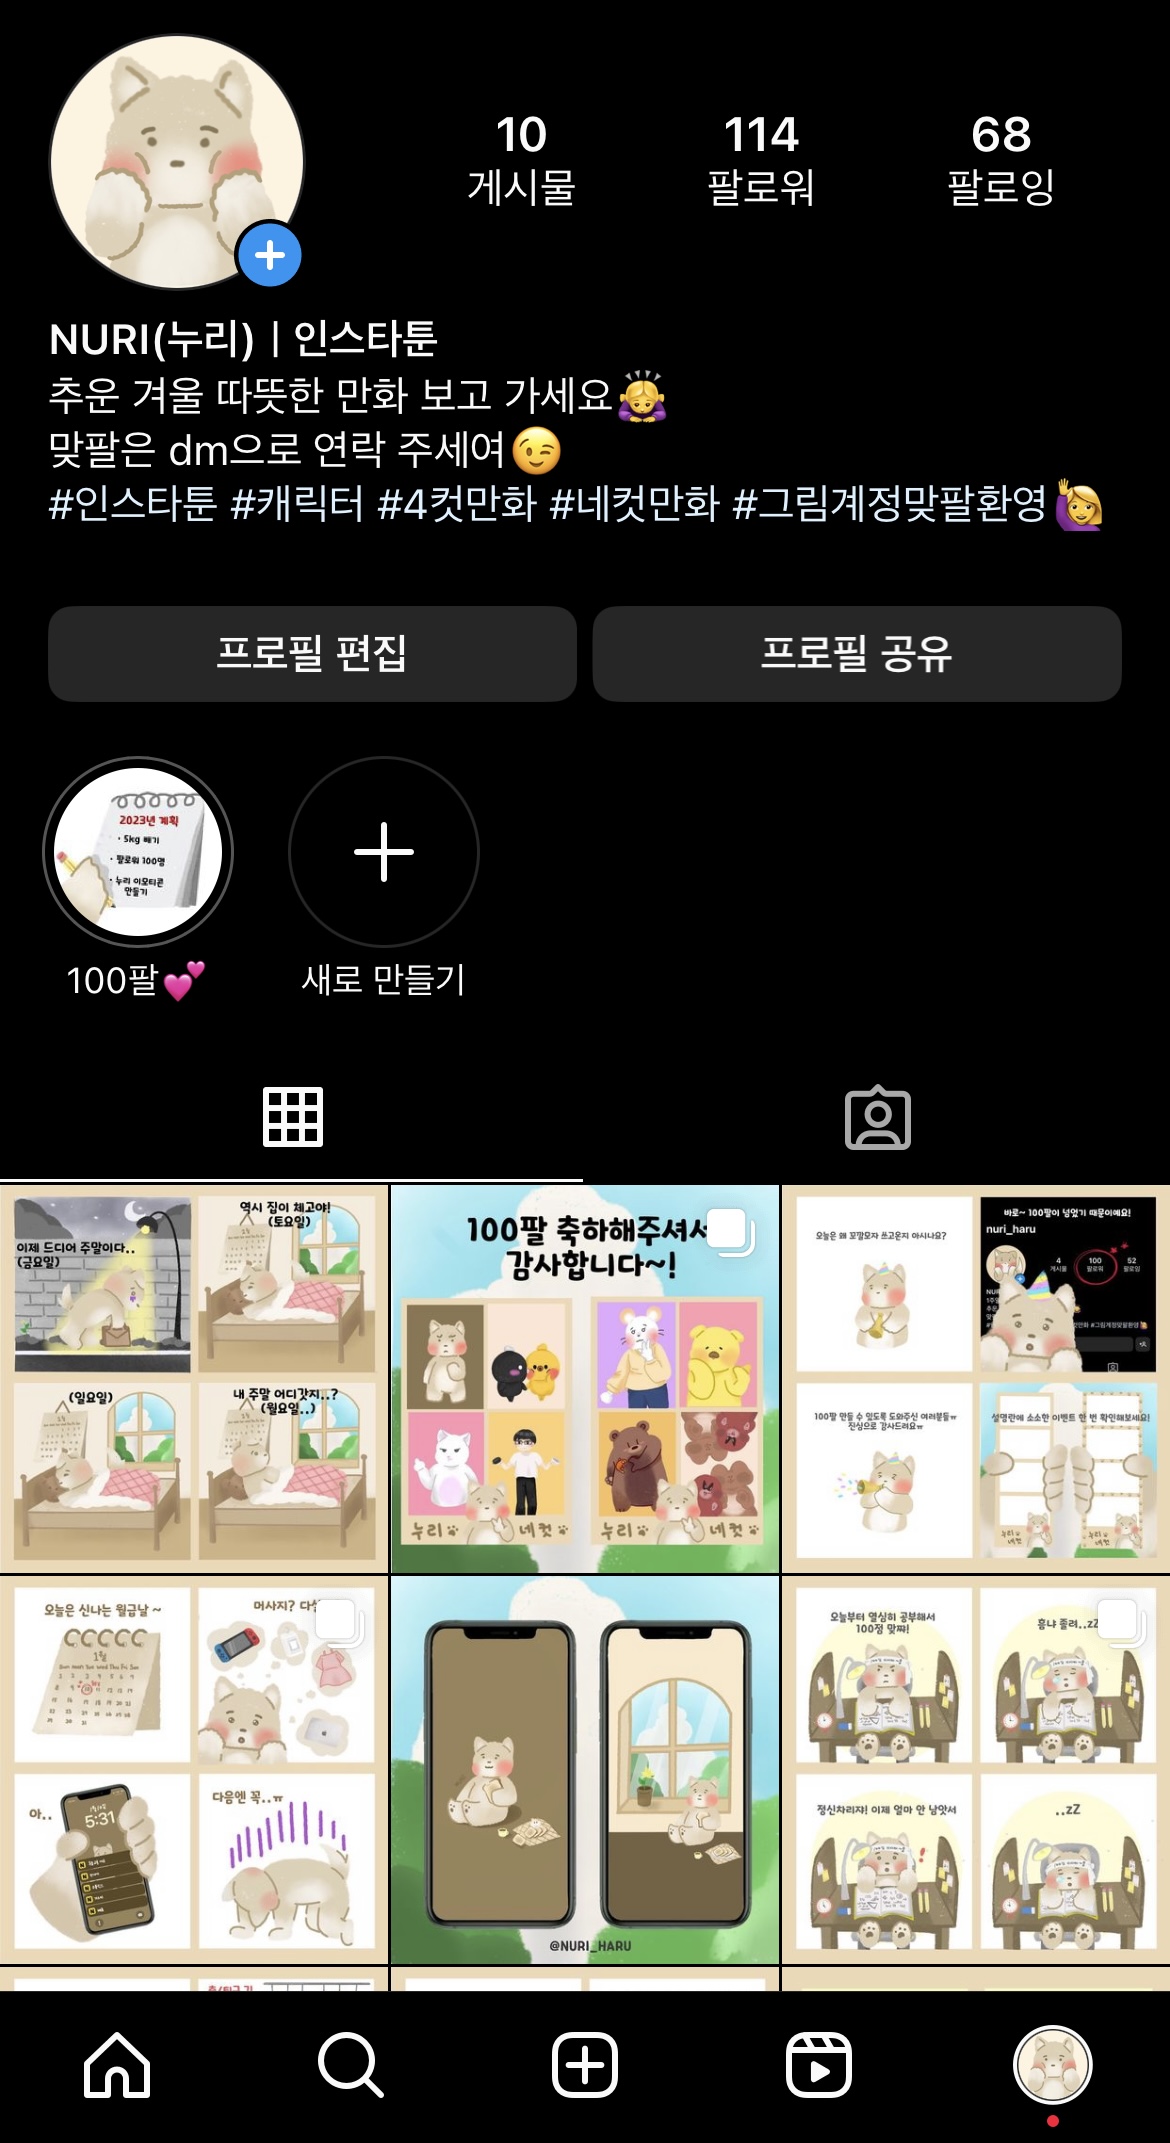 10
게시물
114
팔로워
68
팔로잉
NURI(누리) | 인스타툰
추운 겨울 따뜻한 만화 보고 가세요🙇‍♀️
맞팔은 dm으로 연락 주세여😉
#인스타툰 #캐릭터 #4컷만화 #네컷만화 #그림계정맞팔환영🙋‍♀️
프로필 편집
프로필 공유
2023년 계획
· 5kg 빼기
· 팔로워 100명
· 누리 이모티콘
만들기
100팔💕
새로 만들기
이제 드디어 주말이다..
(금요일)
역시 집이 체고야!
(토요일)
(일요일)
내 주말 어디갓지..?
(월요일..)
100팔 축하해주셔서
감사합니다~!
누리 네컷
누리 네컷
오늘은 왜 꼬깔모자 쓰고온지 아시나요?
바로~ 100팔이 넘었기 때문이예요!
nuri_haru
4
게시물
100
팔로워
52
팔로잉
100팔 만들 수 있도록 도와주신 여러분들ㅠ
진심으로 감사드려요ㅠ
설명란에 소소한 이벤트 한 번 확인해보세요!
누리
네컷
누리
네컷
오늘은 신나는 월급날 ~
1월
머사지? 다
아..
5:31
다음엔 꼭..ㅠ
@NURI_HARU
오늘부터 열심히 공부해서
100점 맞짜!
흥냐 졸려..zZ
정신차리쟈! 이제 얼마 안 남앗서
..zZ